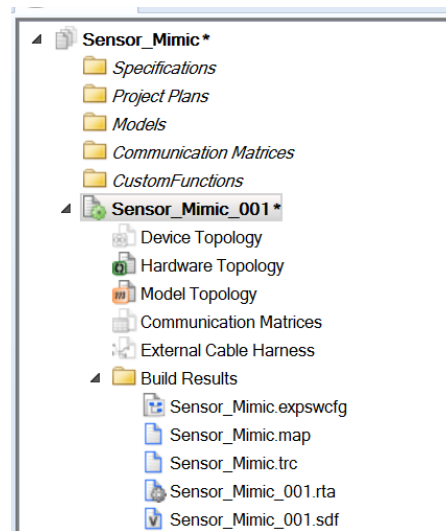 Sensor_Mimic*
Specifications
Project Plans
Models
Communication Matrices
CustomFunctions
Sensor_Mimic_001*
Device Topology
Hardware Topology
Model Topology
Communication Matrices
External Cable Harness
Build Results
Sensor_Mimic.expswcfg
Sensor_Mimic.map
Sensor_Mimic.trc
Sensor_Mimic_001.rta
Sensor_Mimic_001.sdf